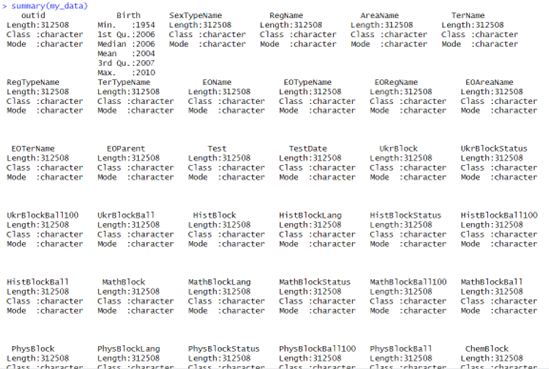 > summary(my_data)
outid Birth SexTypeName RegName AreaName TerName
Length:312508 Min. :1954 Length:312508 Length:312508 Length:312508 Length:312508
Class :character 1st Qu.:2006 Class :character Class :character Class :character Class :character
Mode :character Median :2006 Mode :character Mode :character Mode :character Mode :character
Mean :2004
3rd Qu.:2007
Max. :2010
RegTypeName TerTypeName EOName EOTypeName EORegName EOAreaName
Length:312508 Length:312508 Length:312508 Length:312508 Length:312508 Length:312508
Class :character Class :character Class :character Class :character Class :character Class :character
Mode :character Mode :character Mode :character Mode :character Mode :character Mode :character
EOTerName EOParent Test TestDate UkrBlock UkrBlockStatus
Length:312508 Length:312508 Length:312508 Length:312508 Length:312508 Length:312508
Class :character Class :character Class :character Class :character Class :character Class :character
Mode :character Mode :character Mode :character Mode :character Mode :character Mode :character
UkrBlockBall100 UkrBlockBall HistBlock HistBlockLang HistBlockStatus HistBlockBall100
Length:312508 Length:312508 Length:312508 Length:312508 Length:312508 Length:312508
Class :character Class :character Class :character Class :character Class :character Class :character
Mode :character Mode :character Mode :character Mode :character Mode :character Mode :character
HistBlockBall MathBlock MathBlockLang MathBlockStatus MathBlockBall100 MathBlockBall
Length:312508 Length:312508 Length:312508 Length:312508 Length:312508 Length:312508
Class :character Class :character Class :character Class :character Class :character Class :character
Mode :character Mode :character Mode :character Mode :character Mode :character Mode :character
PhysBlock PhysBlockLang PhysBlockStatus PhysBlockBall100 PhysBlockBall ChemBlock
Length:312508 Length:312508 Length:312508 Length:312508 Length:312508 Length:312508
Class :character Class :character Class :character Class :character Class :character Class :character